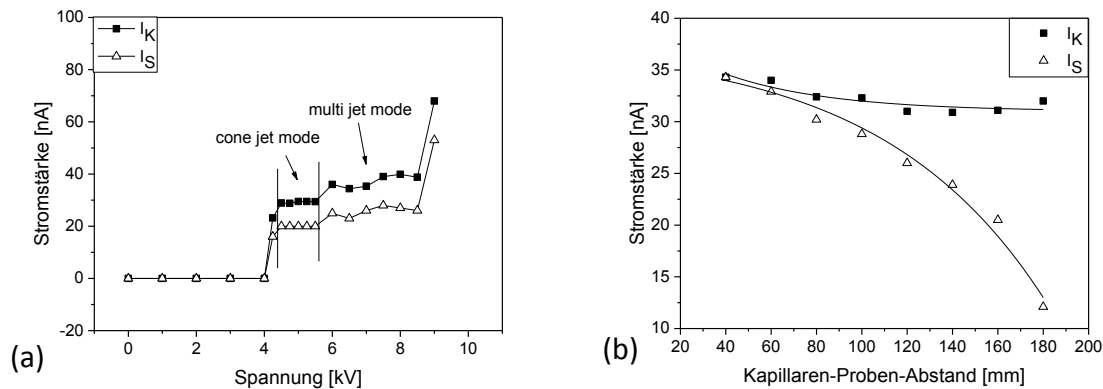 100
80
60
40
20
0
-20
Stromstärke [nA]
I_K
I_S
cone jet mode
multi jet mode
0 2 4 6 8 10
Spannung [kV]
(a)
40
35
30
25
20
15
10
Stromstärke [nA]
I_K
I_S
20 40 60 80 100 120 140 160 180 200
Kapillaren-Proben-Abstand [mm]
(b)